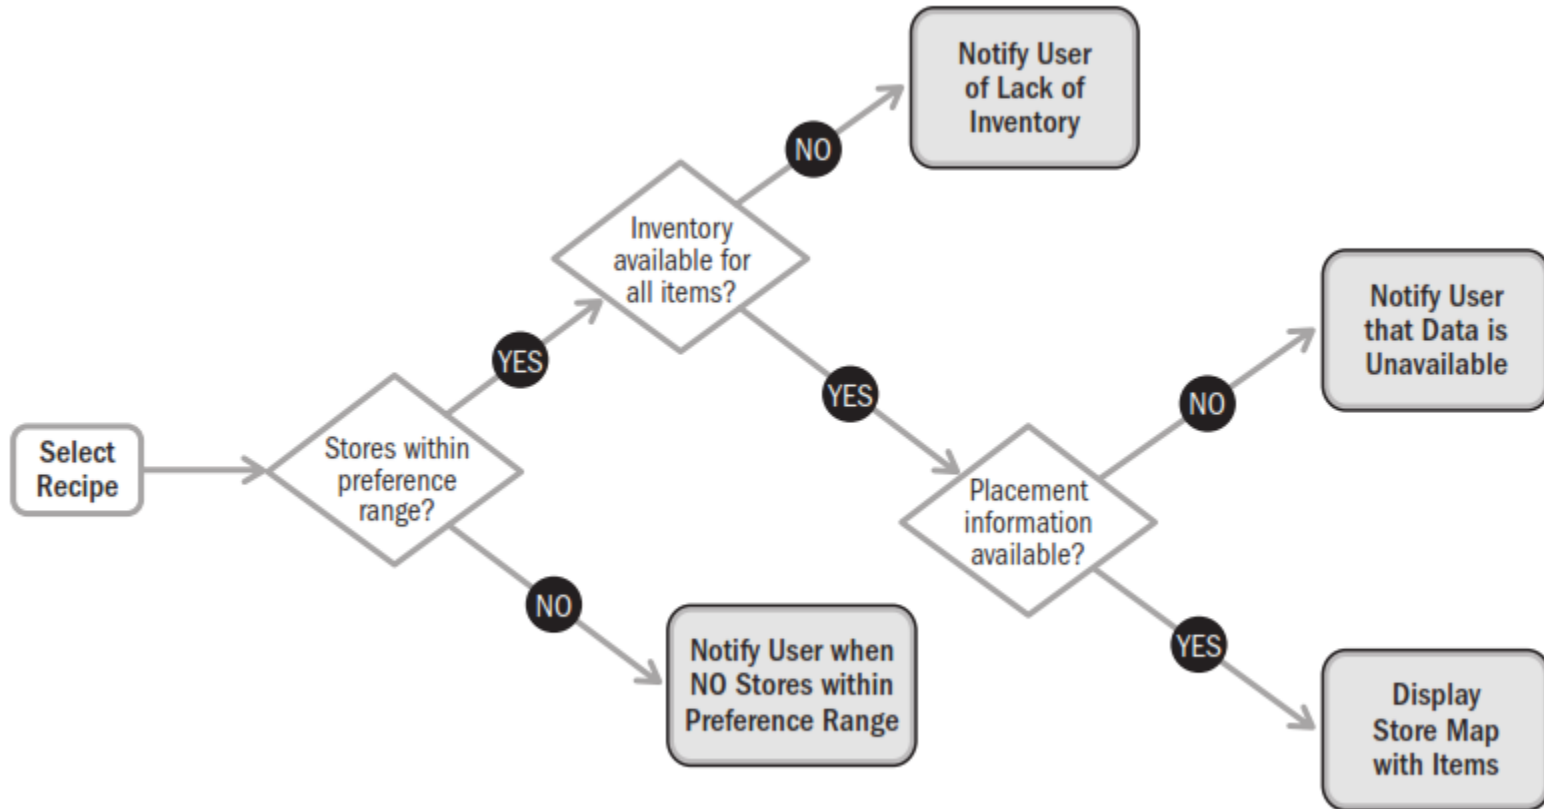 Notify User
of Lack of
Inventory
NO
Inventory
available for
all items?
YES
Notify User
that Data is
Unavailable
NO
YES
Select
Recipe
Stores within
preference
range?
Placement
information
available?
NO
Notify User when
NO Stores within
Preference Range
YES
Display
Store Map
with Items